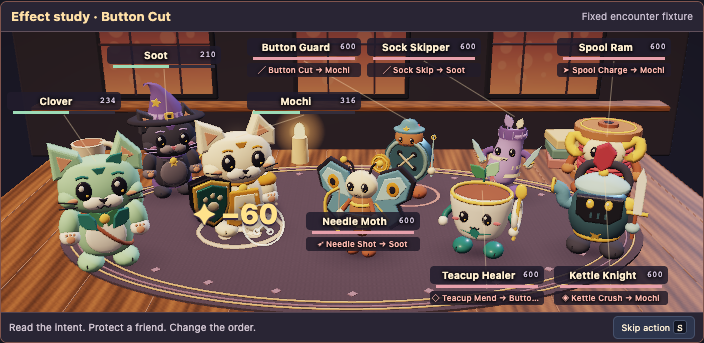 Effect study · Button Cut
Fixed encounter fixture
Soot 210
Button Guard 600
Button Cut → Mochi
Sock Skipper 600
Sock Skip → Soot
Spool Ram 600
Spool Charge → Mochi
Clover 234
Mochi 316
-60
Needle Moth 600
Needle Shot → Soot
Teacup Healer 600
Teacup Mend → Butto...
Kettle Knight 600
Kettle Crush → Mochi
Read the intent. Protect a friend. Change the order.
Skip action S